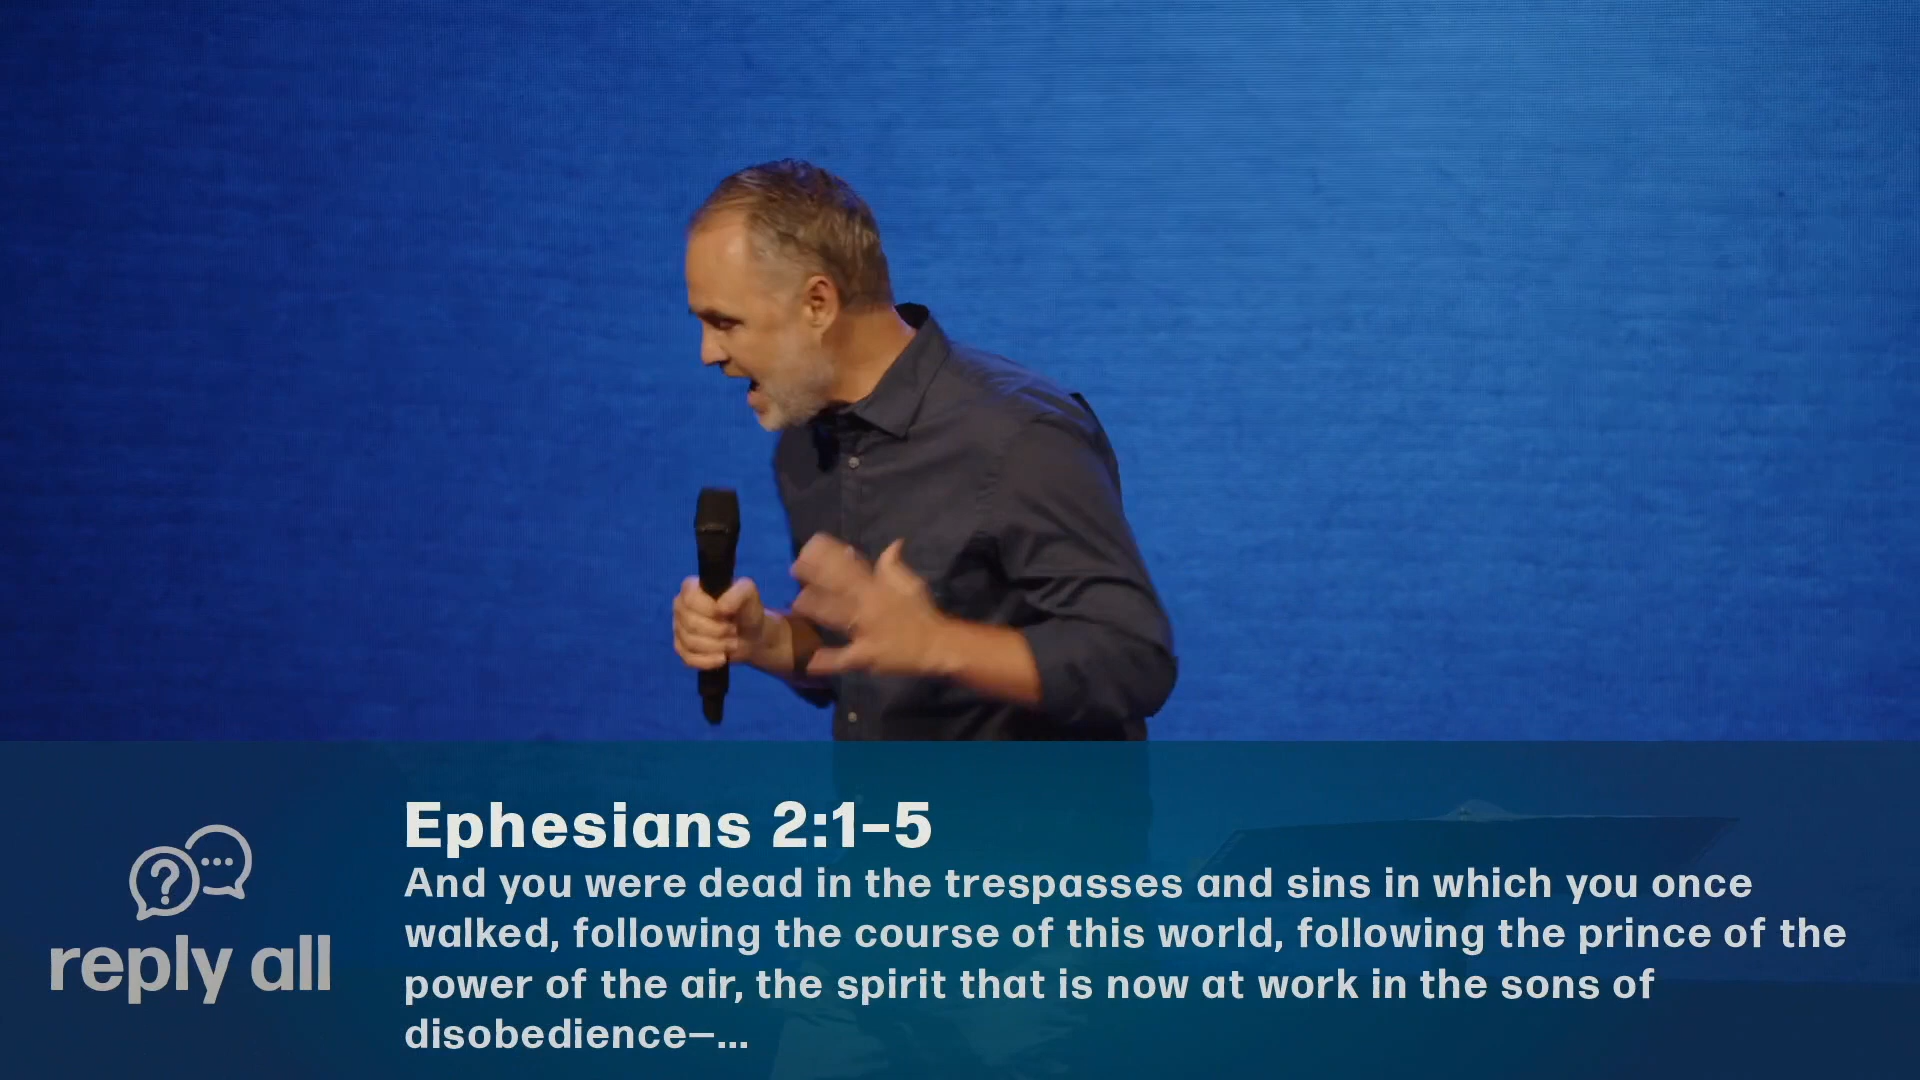 Ephesians 2:1–5
And you were dead in the trespasses and sins in which you once
walked, following the course of this world, following the prince of the
power of the air, the spirit that is now at work in the sons of
disobedience—...
reply all